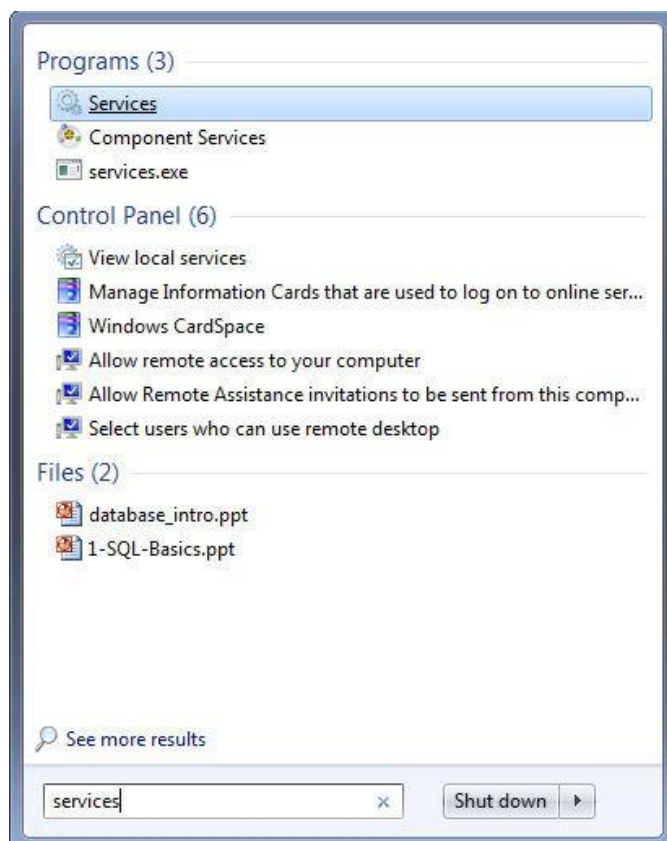 Programs (3)
Services
Component Services
services.exe
Control Panel (6)
View local services
Manage Information Cards that are used to log on to online ser...
Windows CardSpace
Allow remote access to your computer
Allow Remote Assistance invitations to be sent from this comp...
Select users who can use remote desktop
Files (2)
database_intro.ppt
1-SQL-Basics.ppt
See more results
services
Shut down